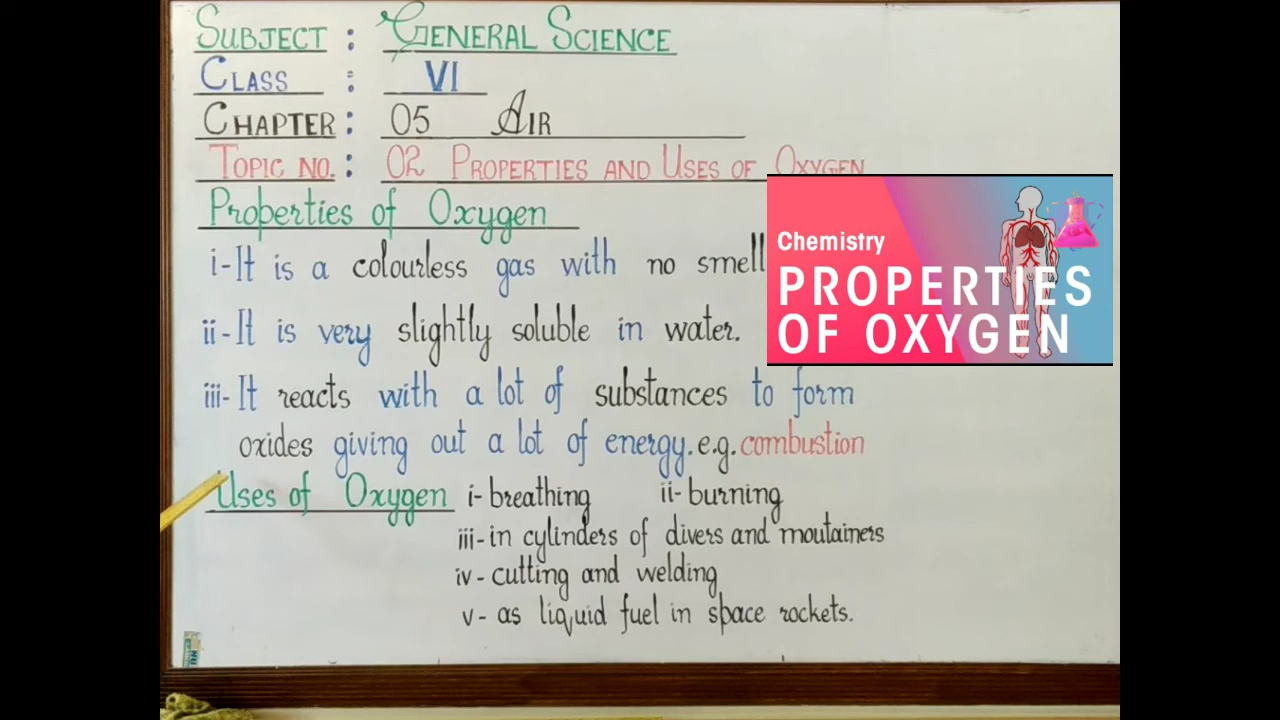 SUBJECT : GENERAL SCIENCE
CLASS : VI
CHAPTER : 05 AIR
TOPIC NO. : 02 PROPERTIES AND USES OF OXYGEN
Properties of Oxygen
i- It is a colourless gas with no smell
ii- It is very slightly soluble in water.
iii- It reacts with a lot of substances to form
oxides giving out a lot of energy. e.g. combustion
Uses of Oxygen i- breathing ii- burning
iii- in cylinders of divers and moutainers
iv- cutting and welding
v- as liquid fuel in space rockets.
Chemistry
PROPERTIES
OF OXYGEN